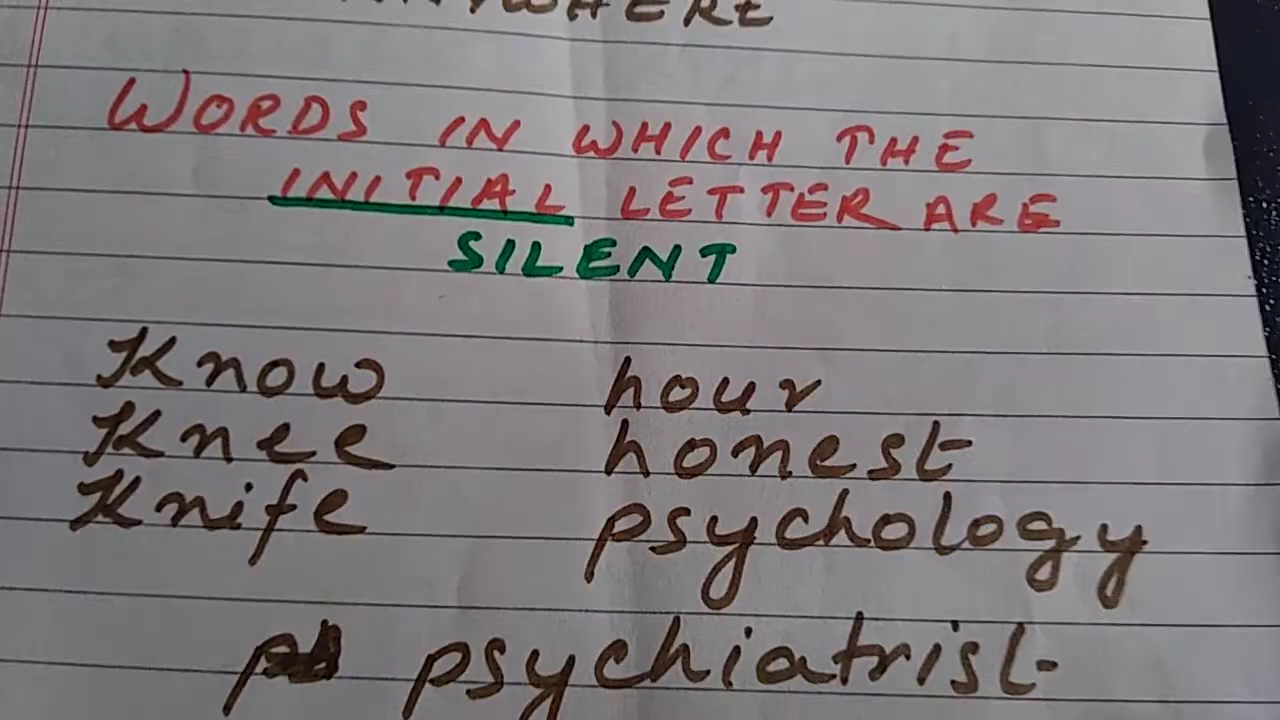 WORDS IN WHICH THE
INITIAL LETTER ARE
SILENT
Know hour
Knee honest
Knife psychology
psychiatrist